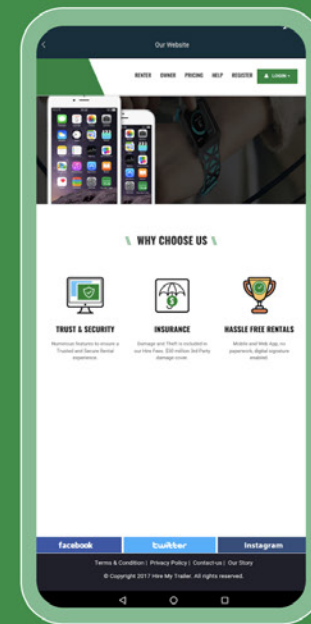 Our Website
RENTER OWNER PRICING HELP REGISTER LOGIN
WHY CHOOSE US
TRUST & SECURITY
Numerous features to ensure a
Trusted and Secure Rental
experience.
INSURANCE
Damage and Theft is included in
our Hire Fees. $30 million 3rd Party
damage cover
HASSLE FREE RENTALS
Mobile and Web App, no
paperwork, digital signature
enabled
facebook twitter Instagram
Terms & Condition | Privacy Policy | Contact-us | Our Story
© Copyright 2017 Hire My Trailer. All rights reserved.